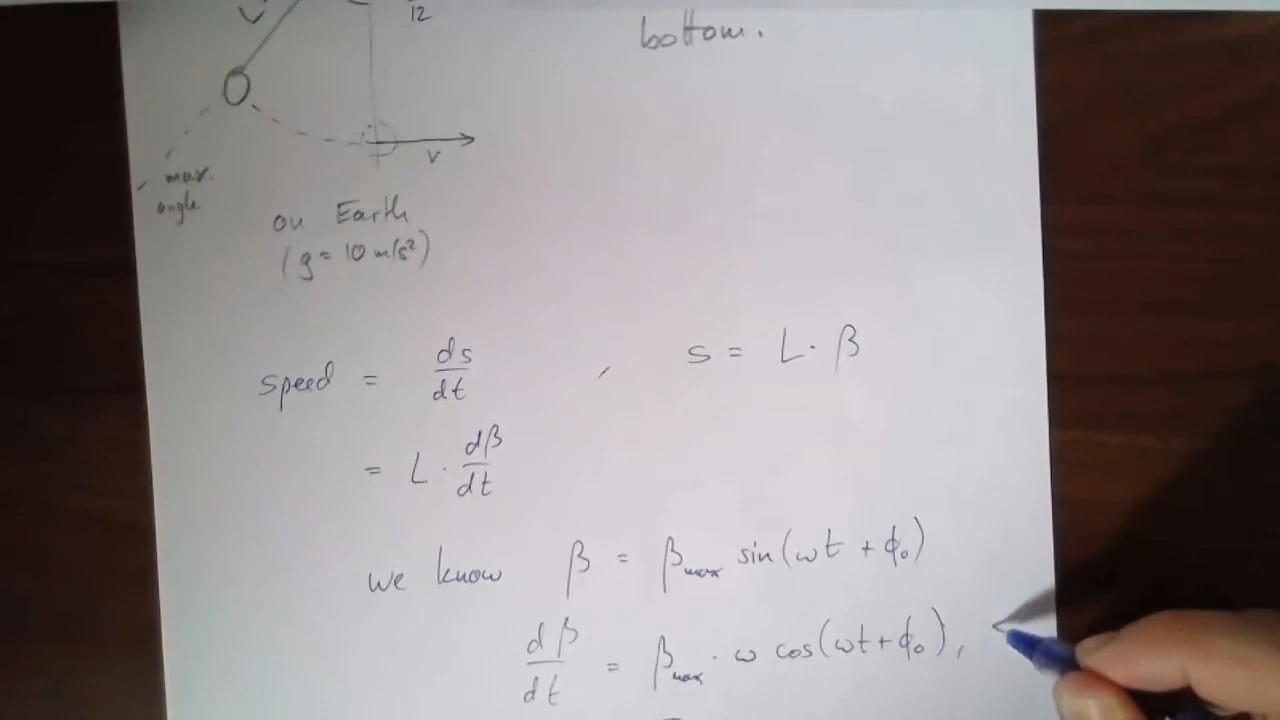 L
12
bottom.
v
max.
angle
on Earth
(g = 10 m/s²)
speed = ds/dt , s = L · β
= L · dβ/dt
we know β = βmax sin(ωt + ϕ₀)
dβ/dt = βmax · ω cos(ωt + ϕ₀),